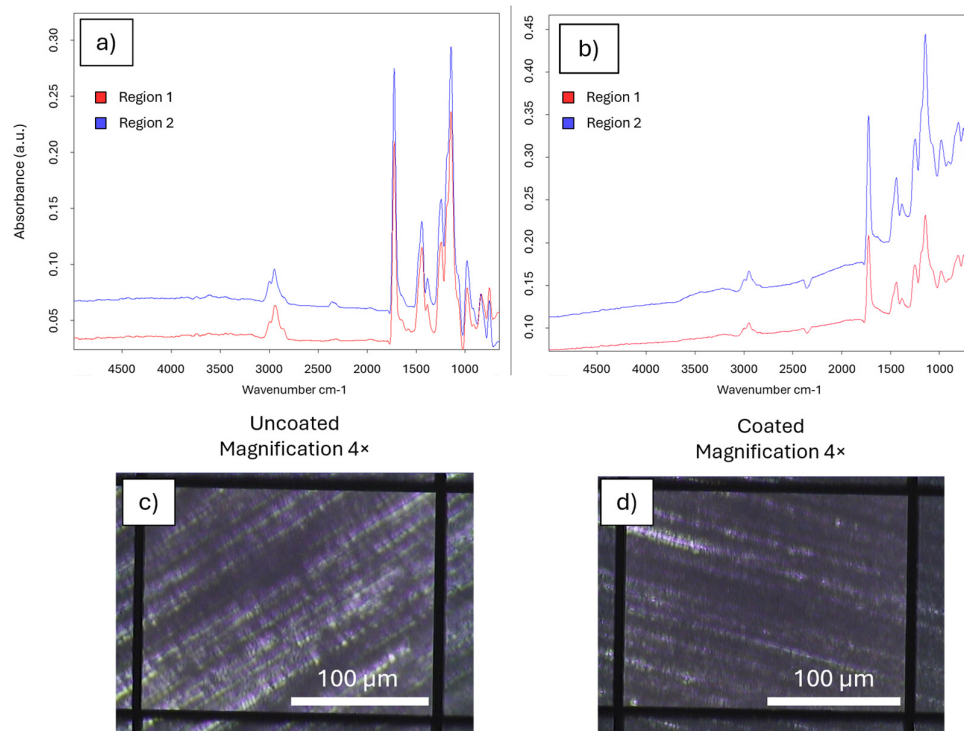 a)
Region 1
Region 2
Absorbance (a.u.)
0.30
0.25
0.20
0.15
0.10
0.05
4500 4000 3500 3000 2500 2000 1500 1000
Wavenumber cm-1
b)
Region 1
Region 2
0.45
0.40
0.35
0.30
0.25
0.20
0.15
0.10
4500 4000 3500 3000 2500 2000 1500 1000
Wavenumber cm-1
Uncoated
Magnification 4×
Coated
Magnification 4×
c)
100 µm
d)
100 µm